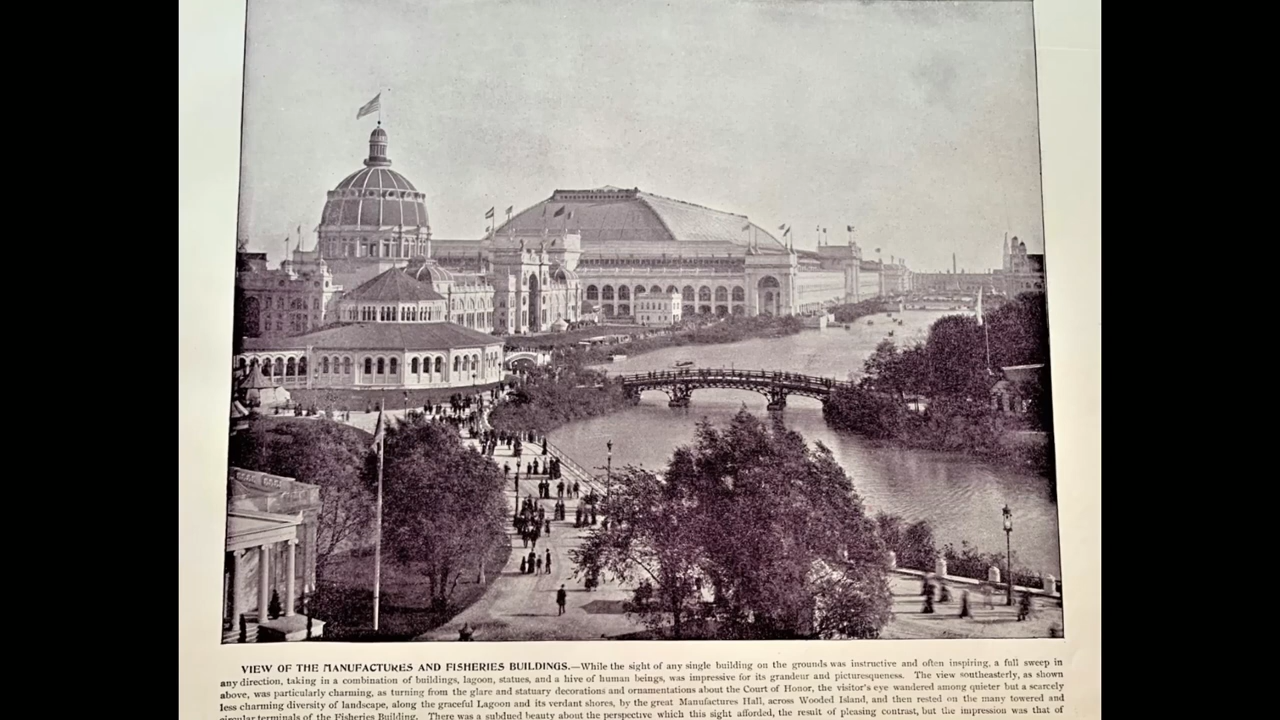 VIEW OF THE MANUFACTURES AND FISHERIES BUILDINGS.—While the sight of any single building on the grounds was instructive and often inspiring, a full sweep in
any direction, taking in a combination of buildings, lagoon, statues, and a hive of human beings, was impressive for its grandeur and picturesqueness. The view southeasterly, as shown
above, was particularly charming, as turning from the glare and statuary decorations and ornamentations about the Court of Honor, the visitor's eye wandered among quieter but a scarcely
less charming diversity of landscape, along the graceful Lagoon and its verdant shores, by the great Manufactures Hall, across Wooded Island, and then rested on the many towered and
circular terminals of the Fisheries Building. There was a subdued beauty about the perspective which this sight afforded, the result of pleasing contrast, but the impression was that of